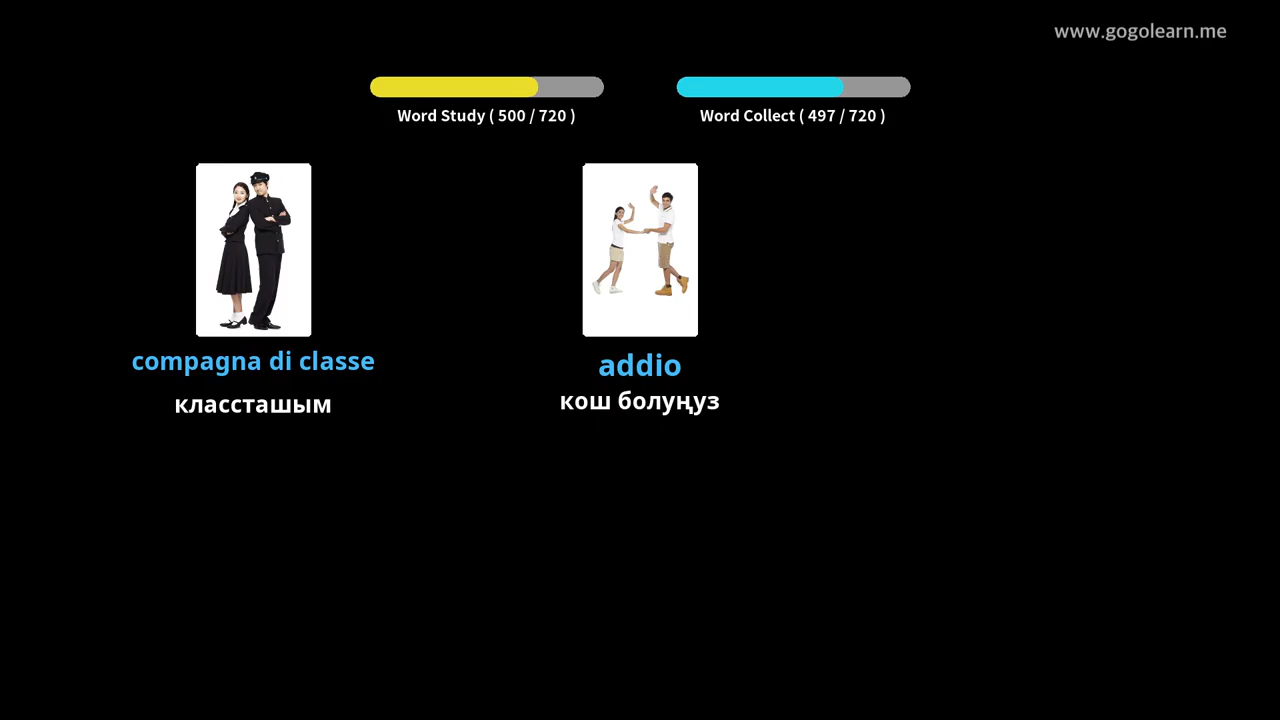 www.gogolearn.me
Word Study ( 500 / 720 )
Word Collect ( 497 / 720 )
compagna di classe
классташым
addio
кош болуңуз